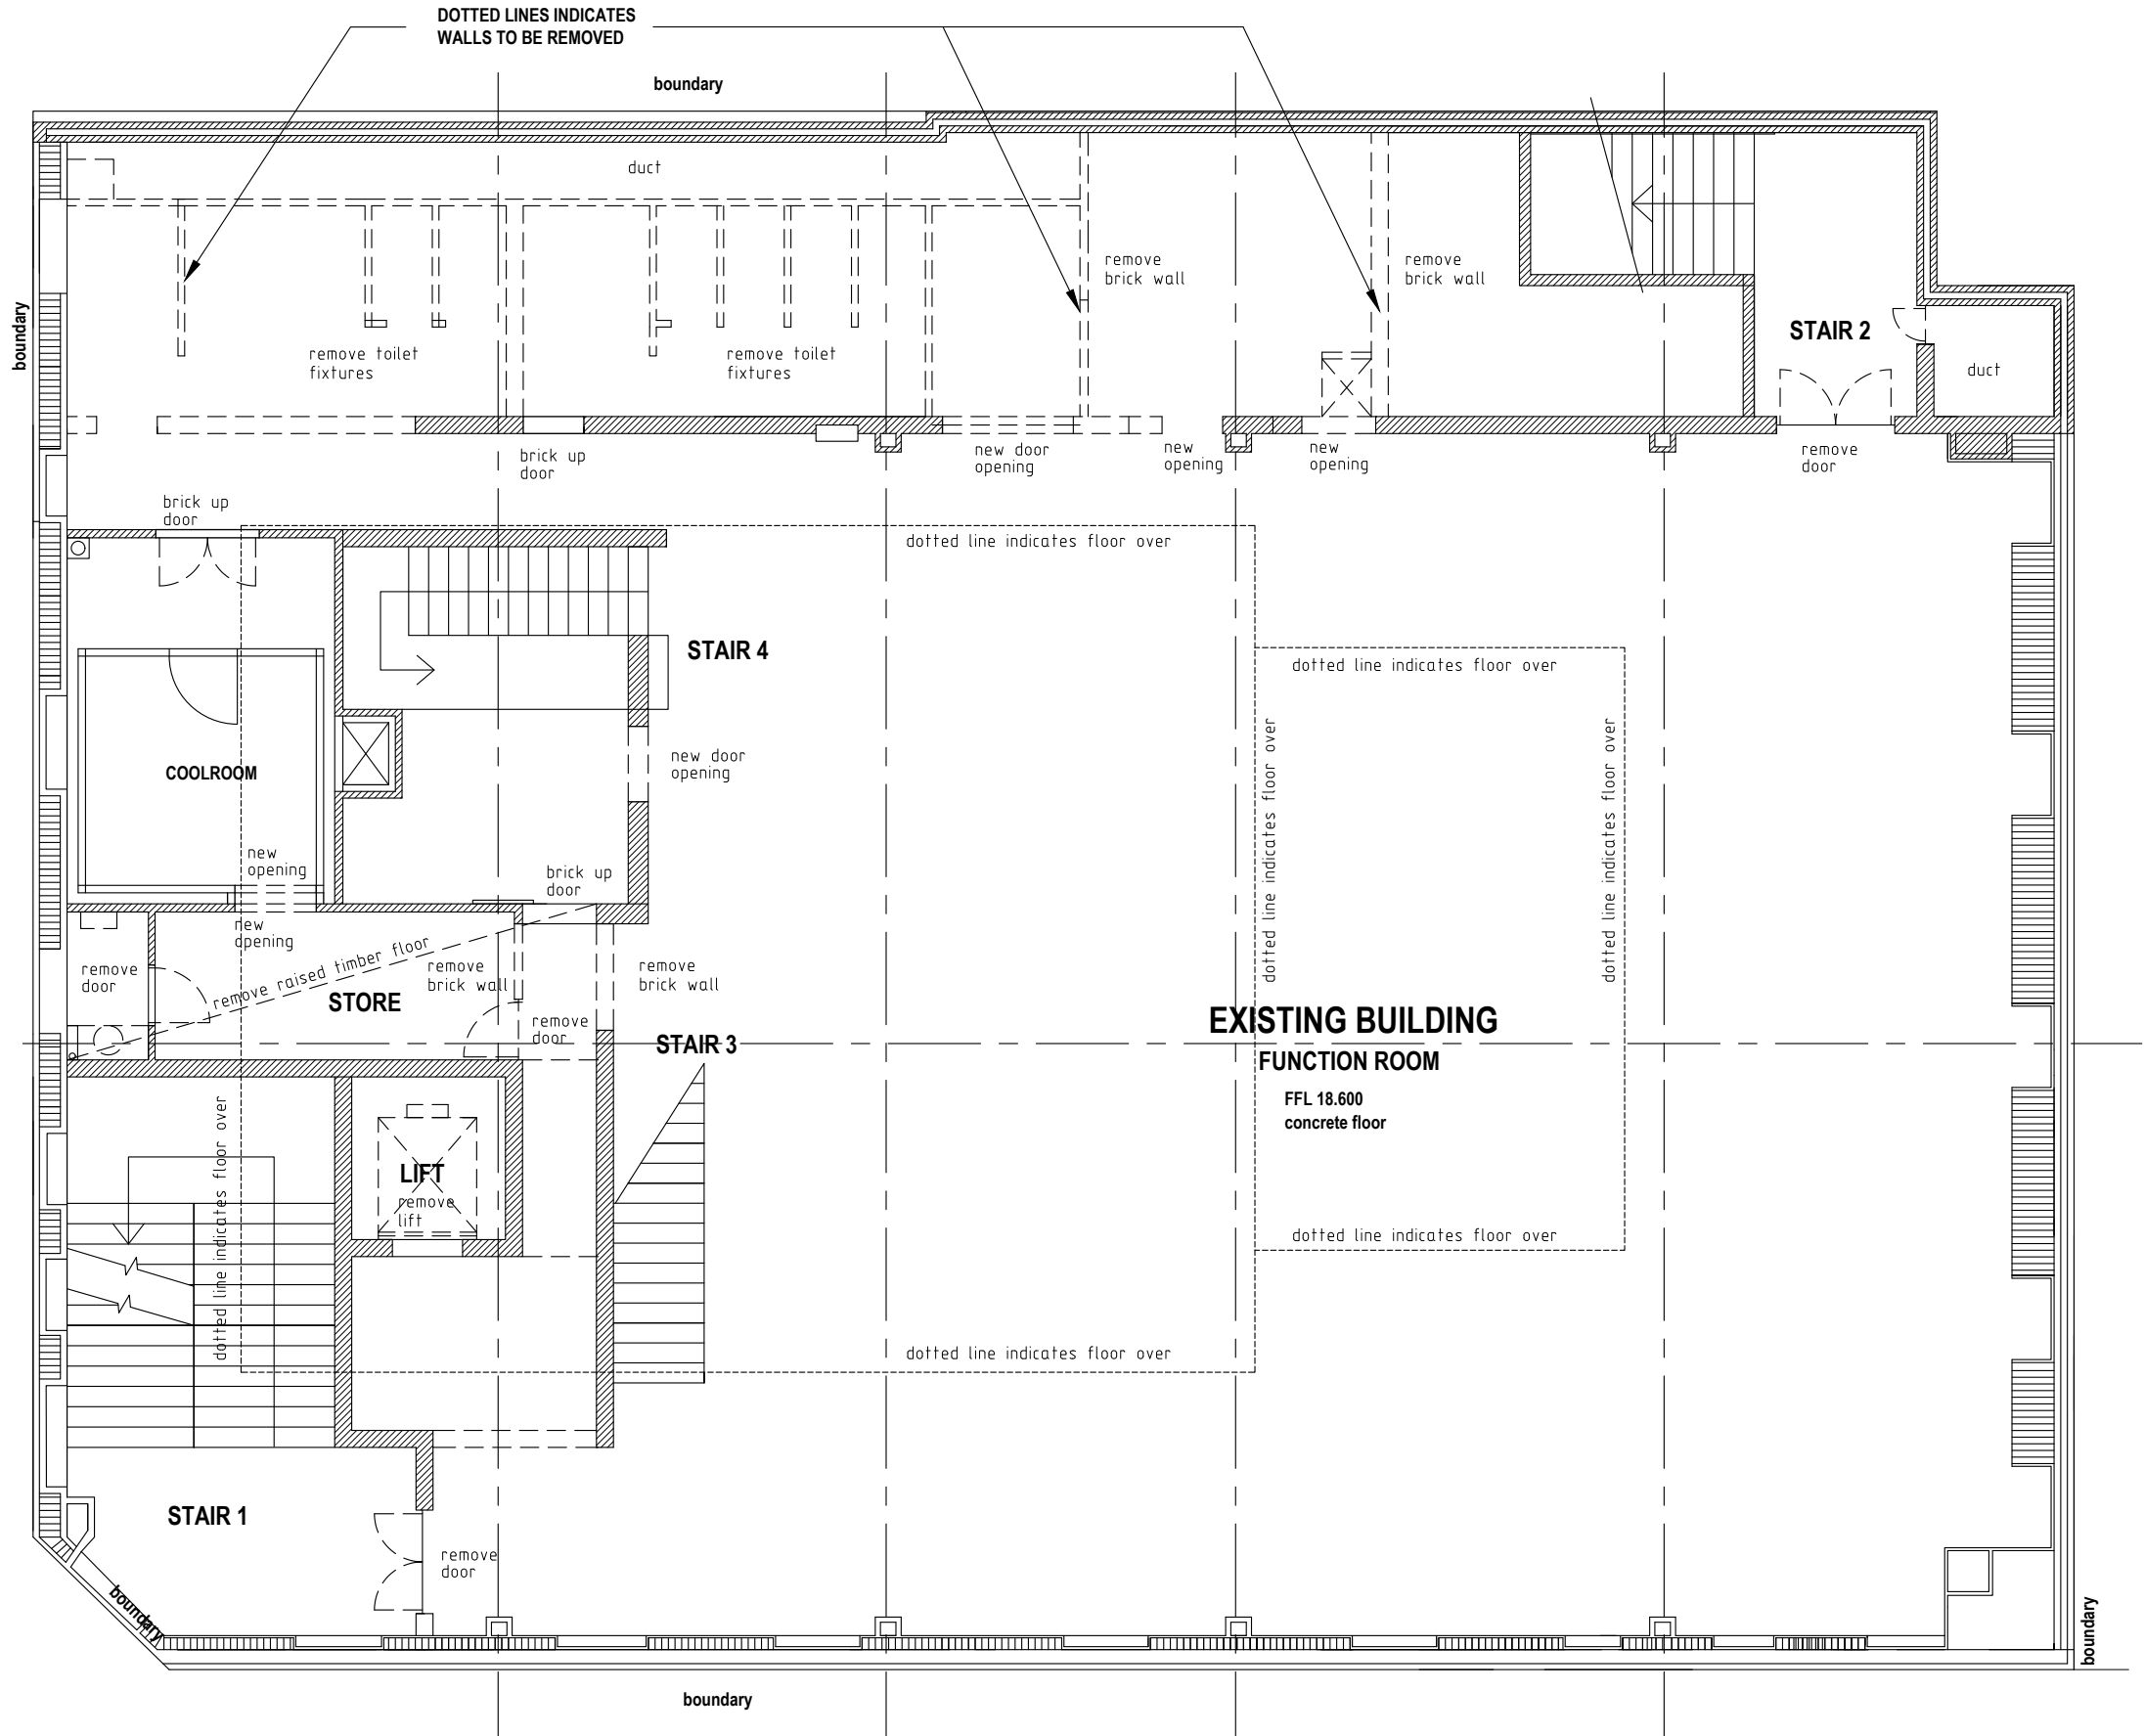 DOTTED LINES INDICATES
WALLS TO BE REMOVED
boundary
duct
boundary
remove
brick wall
remove
brick wall
STAIR 2
duct
remove toilet
fixtures
remove toilet
fixtures
brick up
door
new door
opening
new
opening
new
opening
remove
door
brick up
door
dotted line indicates floor over
STAIR 4
dotted line indicates floor over
dotted line indicates floor over
dotted line indicates floor over
COOLROOM
new door
opening
new
opening
brick up
door
new
opening
remove raised timber floor
remove
door
STORE
remove
brick wall
remove
brick wall
remove
door
STAIR 3
EXISTING BUILDING
FUNCTION ROOM
FFL 18.600
concrete floor
dotted line indicates floor over
LIFT
remove
lift
dotted line indicates floor over
dotted line indicates floor over
STAIR 1
remove
door
boundary
boundary
boundary